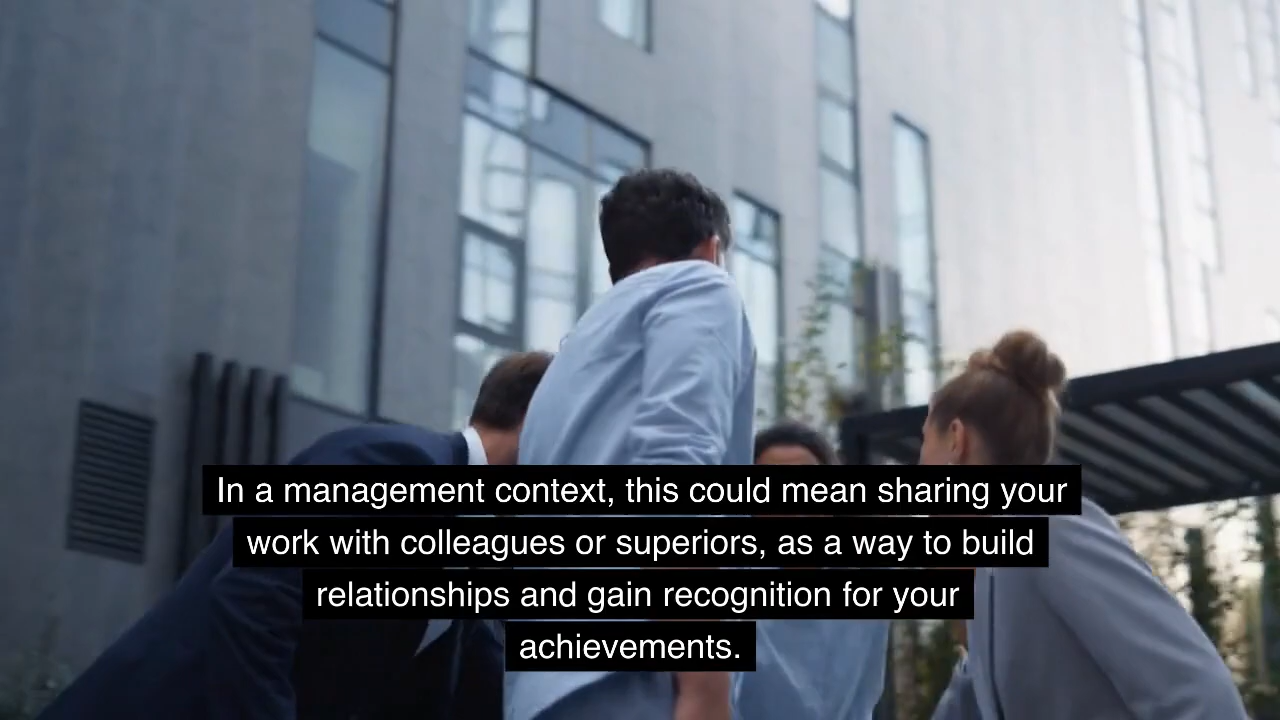 In a management context, this could mean sharing your
work with colleagues or superiors, as a way to build
relationships and gain recognition for your
achievements.